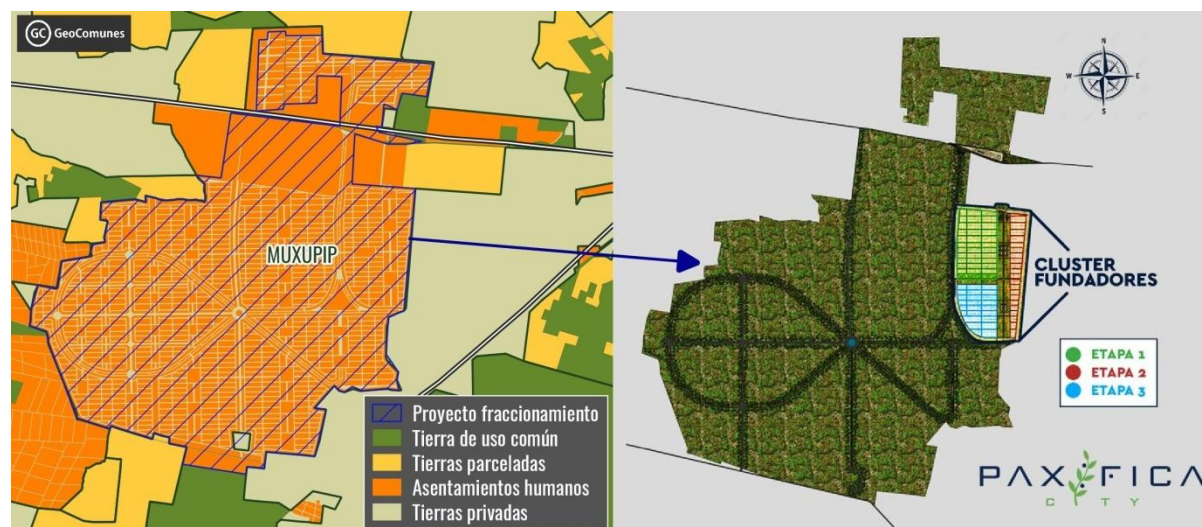 GC GeoComunes
MUXUPIP
Proyecto fraccionamiento
Tierra de uso común
Tierras parceladas
Asentamientos humanos
Tierras privadas
N
W E
S
CLUSTER
FUNDADORES
ETAPA 1
ETAPA 2
ETAPA 3
PAXIFICA
CITY